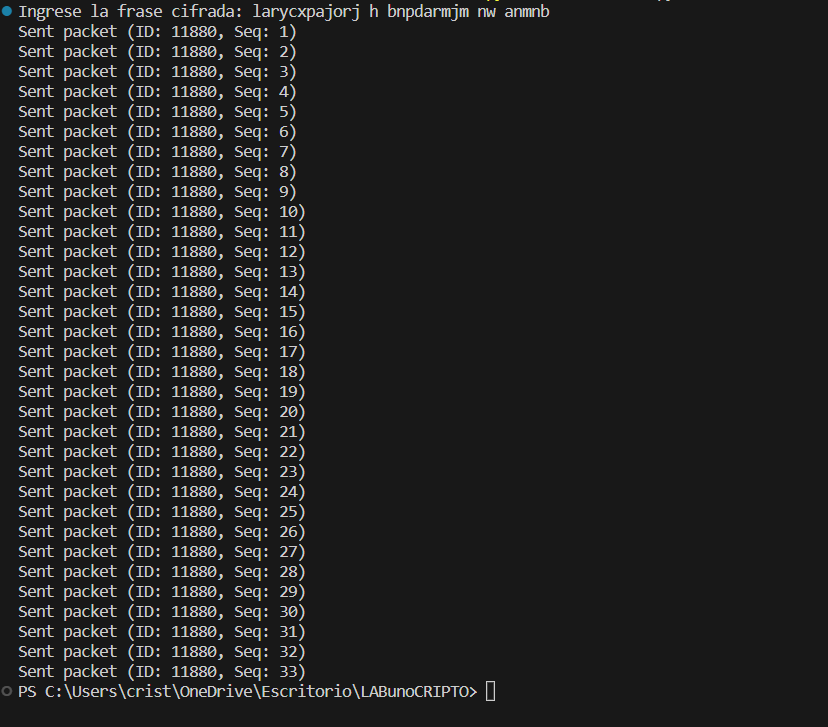 Ingrese la frase cifrada: larycxpajorj h bnpdarmjm nw anmnb
Sent packet (ID: 11880, Seq: 1)
Sent packet (ID: 11880, Seq: 2)
Sent packet (ID: 11880, Seq: 3)
Sent packet (ID: 11880, Seq: 4)
Sent packet (ID: 11880, Seq: 5)
Sent packet (ID: 11880, Seq: 6)
Sent packet (ID: 11880, Seq: 7)
Sent packet (ID: 11880, Seq: 8)
Sent packet (ID: 11880, Seq: 9)
Sent packet (ID: 11880, Seq: 10)
Sent packet (ID: 11880, Seq: 11)
Sent packet (ID: 11880, Seq: 12)
Sent packet (ID: 11880, Seq: 13)
Sent packet (ID: 11880, Seq: 14)
Sent packet (ID: 11880, Seq: 15)
Sent packet (ID: 11880, Seq: 16)
Sent packet (ID: 11880, Seq: 17)
Sent packet (ID: 11880, Seq: 18)
Sent packet (ID: 11880, Seq: 19)
Sent packet (ID: 11880, Seq: 20)
Sent packet (ID: 11880, Seq: 21)
Sent packet (ID: 11880, Seq: 22)
Sent packet (ID: 11880, Seq: 23)
Sent packet (ID: 11880, Seq: 24)
Sent packet (ID: 11880, Seq: 25)
Sent packet (ID: 11880, Seq: 26)
Sent packet (ID: 11880, Seq: 27)
Sent packet (ID: 11880, Seq: 28)
Sent packet (ID: 11880, Seq: 29)
Sent packet (ID: 11880, Seq: 30)
Sent packet (ID: 11880, Seq: 31)
Sent packet (ID: 11880, Seq: 32)
Sent packet (ID: 11880, Seq: 33)
PS C:\Users\crist\OneDrive\Escritorio\LABunoCRIPTO>